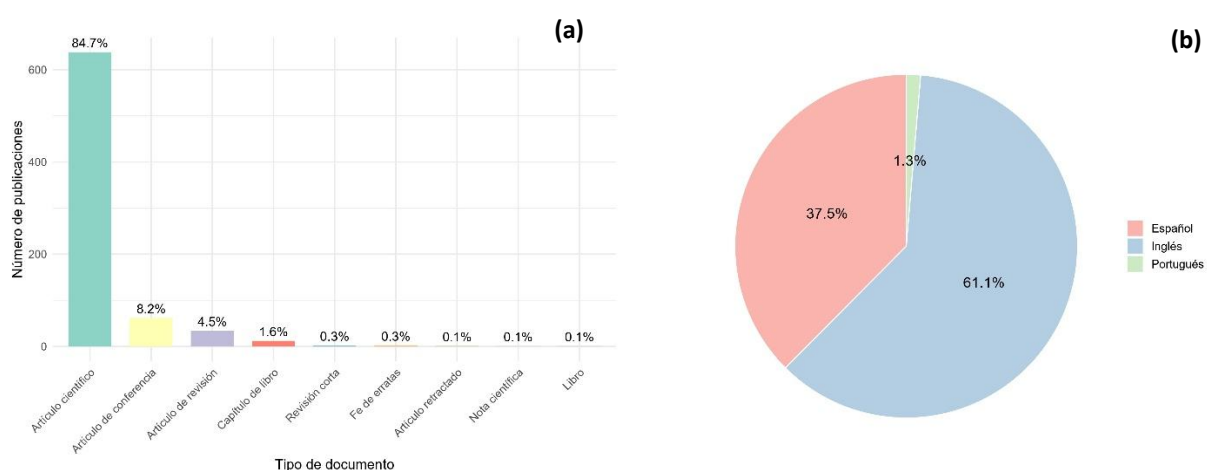 (a)
84.7%
600
400
200
0
8.2%
4.5%
1.6%
0.3%
0.3%
0.1%
0.1%
0.1%
Número de publicaciones
Artículo científico
Artículo de conferencia
Artículo de revisión
Capítulo de libro
Revisión corta
Fe de erratas
Artículo retractado
Nota científica
Libro
Tipo de documento
(b)
1.3%
37.5%
61.1%
Español
Inglés
Portugués